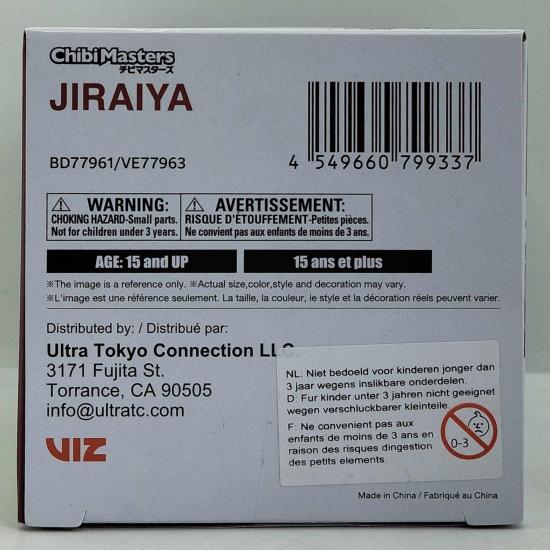 ChibiMasters
チビマスターズ
JIRAIYA
BD77961/VE77963
4 549660 799337
⚠ WARNING:
CHOKING HAZARD-Small parts.
Not for children under 3 years.
⚠ AVERTISSEMENT:
RISQUE D'ÉTOUFFEMENT-Petites pièces.
Ne convient pas aux enfants de moins de 3 ans.
AGE: 15 and UP
15 ans et plus
※The image is a reference only. ※Actual size,color,style and decoration may vary.
※L'image est une référence seulement. La taille, la couleur, le style et la décoration réels peuvent varier.
Distributed by: / Distribué par:
Ultra Tokyo Connection LLC.
3171 Fujita St.
Torrance, CA 90505
info@ultratc.com
VIZ
NL: Niet bedoeld voor kinderen jonger dan
3 jaar wegens inslikbare onderdelen.
D: Fur kinder unter 3 jahren nicht geeignet
wegen verschluckbarer kleinteile.
F: Ne convenient pas aux
enfants de moins de 3 ans en
raison des risques dingestion
des petits elements.
0-3
Made in China / Fabriqué au China